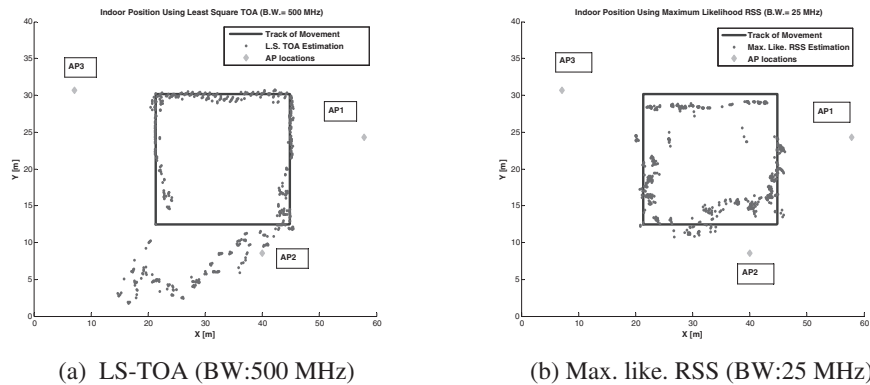 Indoor Position Using Least Square TOA (B.W.= 500 MHz)
40
35
30
25
20
15
10
5
0
Y [m]
0 10 20 30 40 50 60
X [m]
Track of Movement
L.S. TOA Estimation
AP locations
AP3
AP1
AP2
(a) LS-TOA (BW:500 MHz)
Indoor Position Using Maximum Likelihood RSS (B.W.= 25 MHz)
40
35
30
25
20
15
10
5
0
Y [m]
0 10 20 30 40 50 60
X [m]
Track of Movement
Max. Like. RSS Estimation
AP locations
AP3
AP1
AP2
(b) Max. like. RSS (BW:25 MHz)